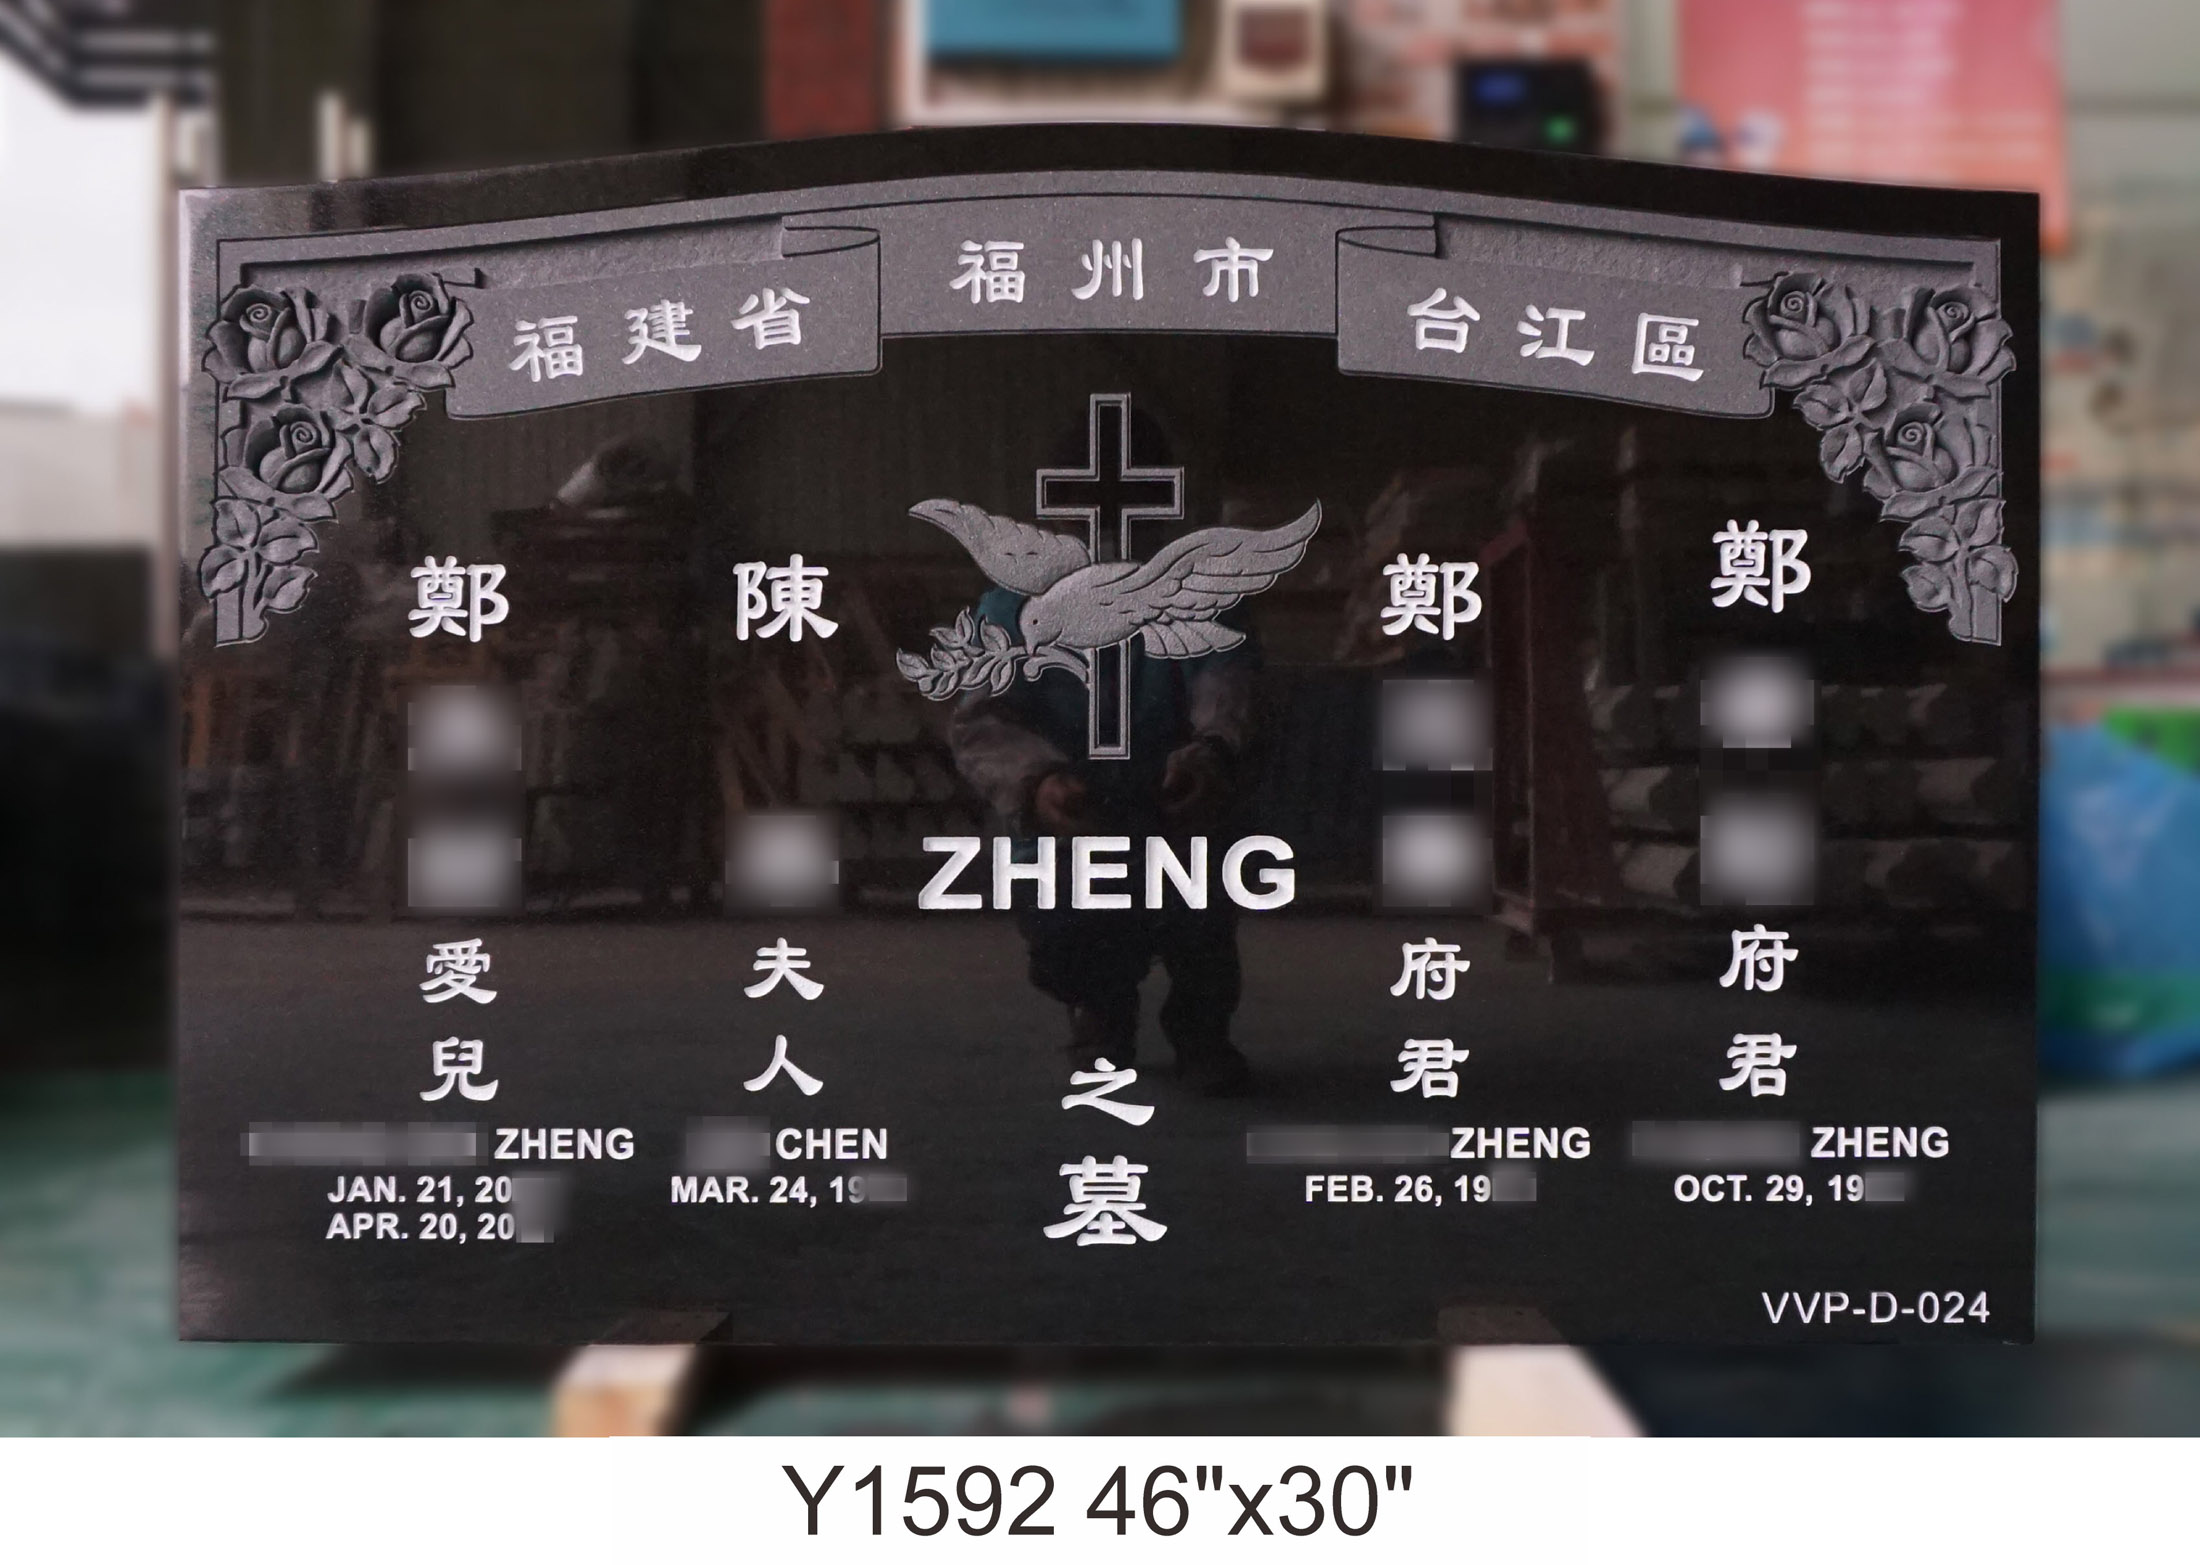 福建省 福州市 台江區
鄭 陳 鄭 鄭
ZHENG
愛兒 夫人 府君 府君
之墓
ZHENG CHEN ZHENG ZHENG
JAN. 21, 20 MAR. 24, 19 FEB. 26, 19 OCT. 29, 19
APR. 20, 20
VVP-D-024
Y1592 46"x30"